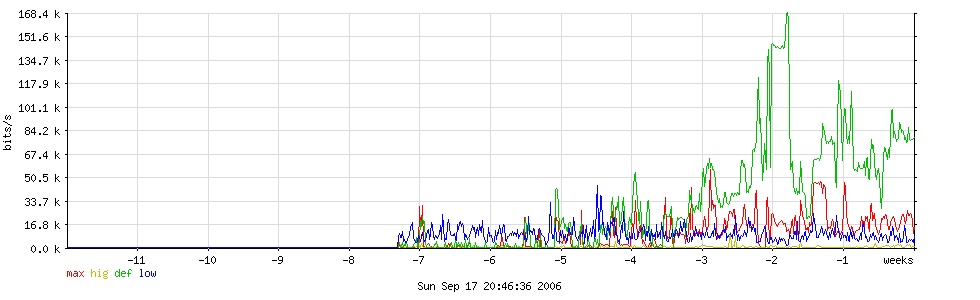 168.4 k
151.6 k
134.7 k
117.9 k
101.1 k
84.2 k
67.4 k
50.5 k
33.7 k
16.8 k
0.0 k
bits/s
-11 -10 -9 -8 -7 -6 -5 -4 -3 -2 -1 weeks
max hig def low
Sun Sep 17 20:46:36 2006